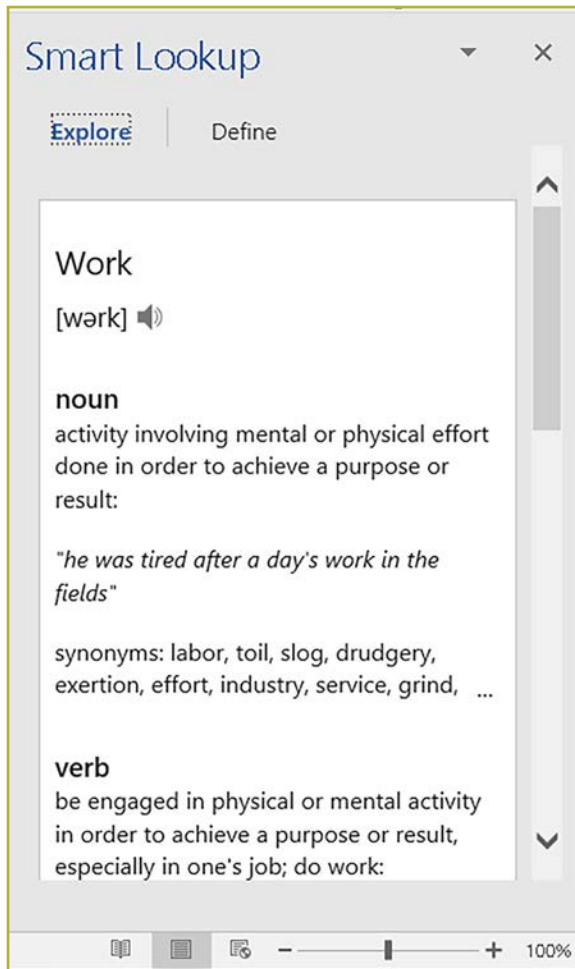 Smart Lookup
Explore
Define
Work
[wərk]
noun
activity involving mental or physical effort
done in order to achieve a purpose or
result:
"he was tired after a day's work in the
fields"
synonyms: labor, toil, slog, drudgery,
exertion, effort, industry, service, grind, ...
verb
be engaged in physical or mental activity
in order to achieve a purpose or result,
especially in one's job; do work:
100%